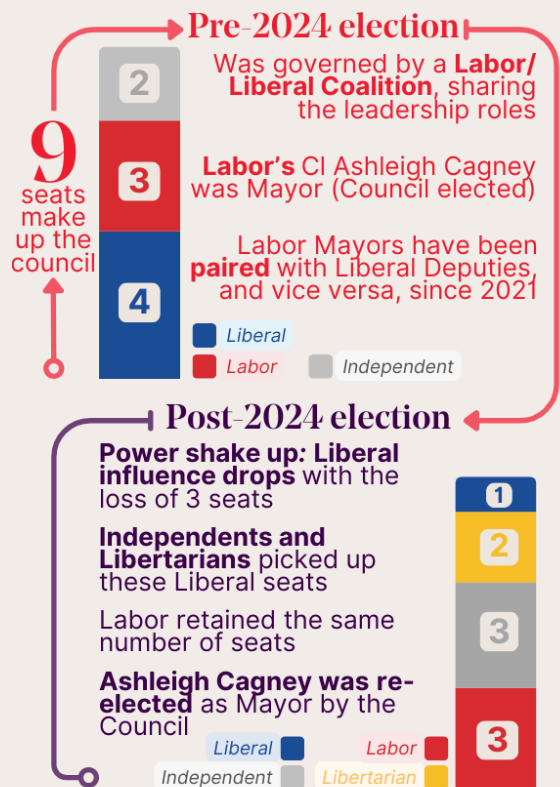 Pre-2024 election
2
3
4
9
seats
make
up the
council
Was governed by a Labor/
Liberal Coalition, sharing
the leadership roles
Labor's Cl Ashleigh Cagney
was Mayor (Council elected)
Labor Mayors have been
paired with Liberal Deputies,
and vice versa, since 2021
Liberal
Labor
Independent
Post-2024 election
Power shake up: Liberal
influence drops with the
loss of 3 seats
Independents and
Libertarians picked up
these Liberal seats
Labor retained the same
number of seats
Ashleigh Cagney was re-
elected as Mayor by the
Council
1
2
3
3
Liberal
Labor
Independent
Libertarian